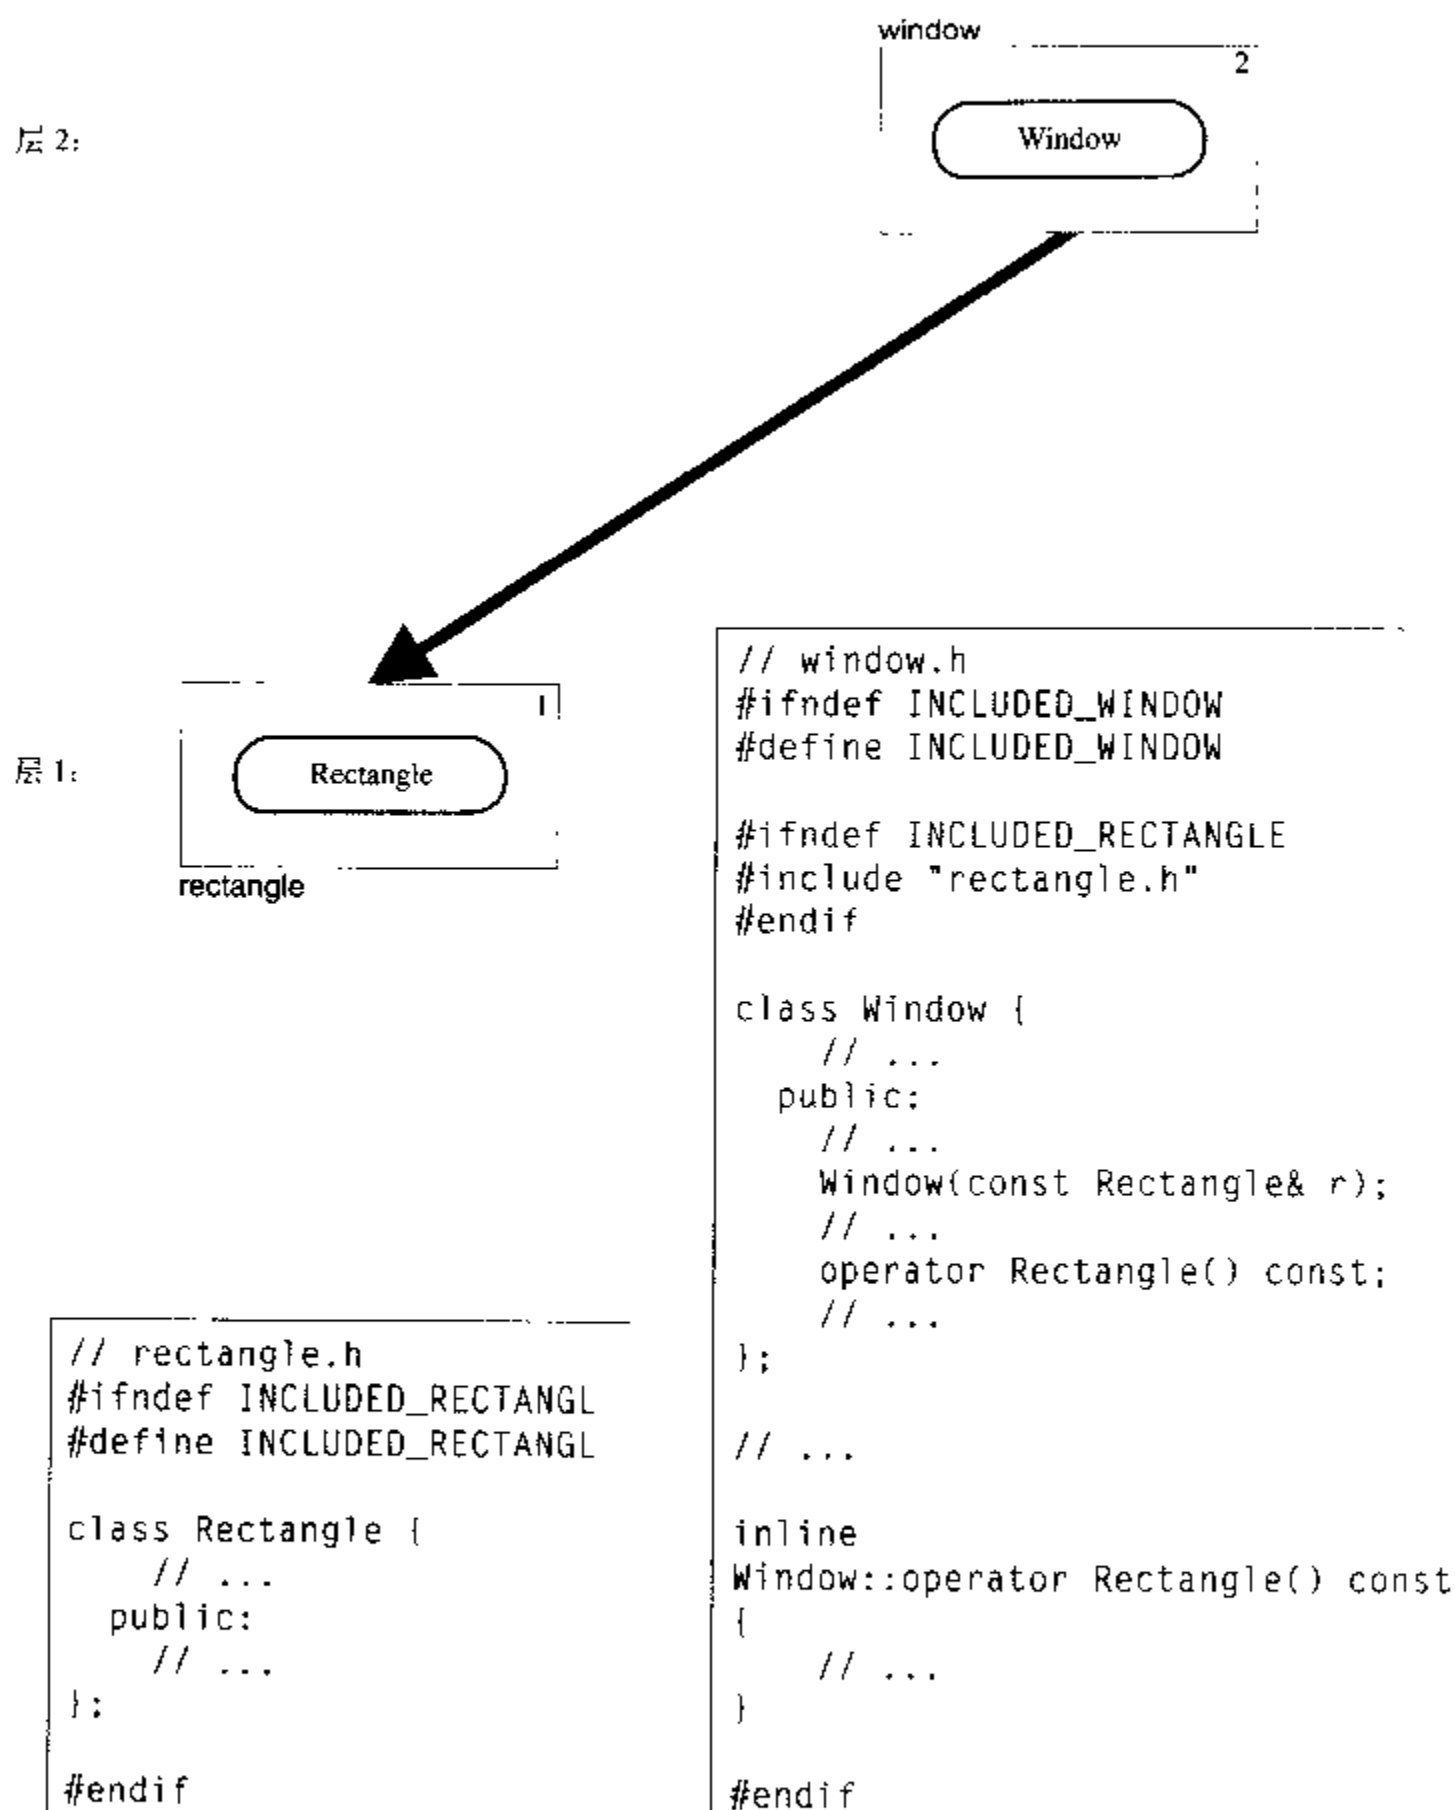 window
2
层 2:
Window
1
层 1:
Rectangle
rectangle
// window.h
#ifndef INCLUDED_WINDOW
#define INCLUDED_WINDOW
#ifndef INCLUDED_RECTANGLE
#include "rectangle.h"
#endif
class Window {
// ...
public:
// ...
Window(const Rectangle& r);
// ...
operator Rectangle() const;
// ...
};
// ...
inline
Window::operator Rectangle() const
{
// ...
}
#endif
// rectangle.h
#ifndef INCLUDED_RECTANGL
#define INCLUDED_RECTANGL
class Rectangle {
// ...
public:
// ...
};
#endif